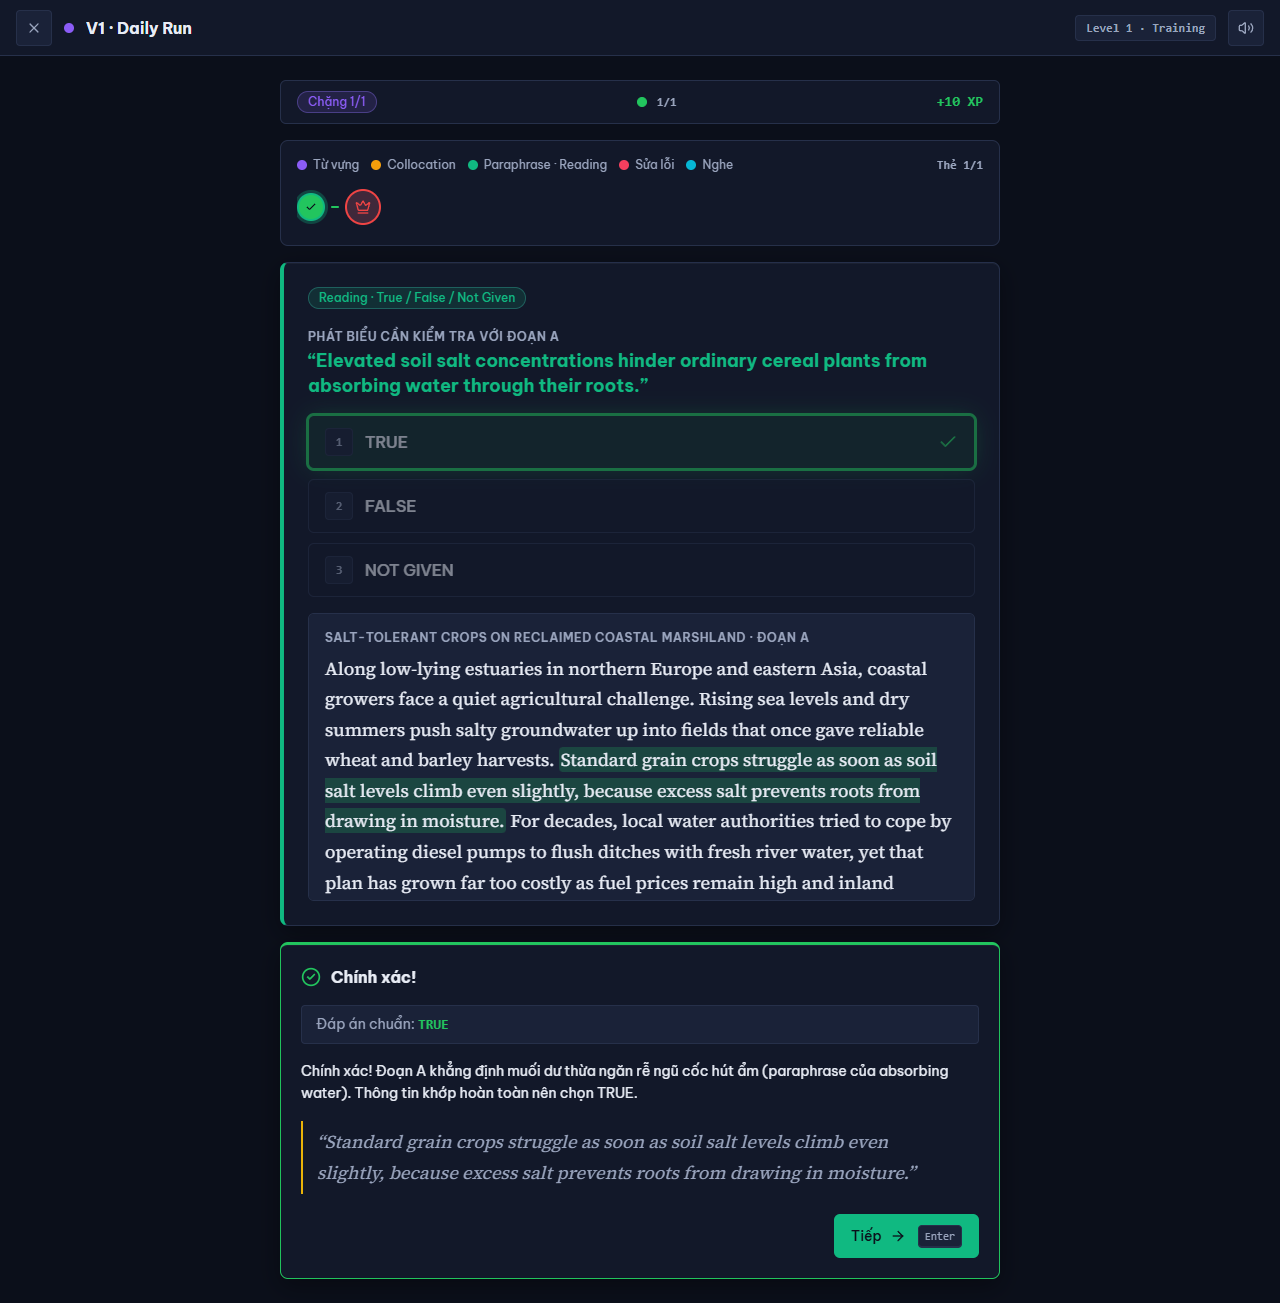 V1 · Daily Run
Level 1 · Training
Chặng 1/1
1/1
+10 XP
Từ vựng
Collocation
Paraphrase · Reading
Sửa lỗi
Nghe
Thẻ 1/1
Reading · True / False / Not Given
PHÁT BIỂU CẦN KIỂM TRA VỚI ĐOẠN A
“Elevated soil salt concentrations hinder ordinary cereal plants from
absorbing water through their roots.”
1 TRUE
2 FALSE
3 NOT GIVEN
SALT-TOLERANT CROPS ON RECLAIMED COASTAL MARSHLAND · ĐOẠN A
Along low-lying estuaries in northern Europe and eastern Asia, coastal
growers face a quiet agricultural challenge. Rising sea levels and dry
summers push salty groundwater up into fields that once gave reliable
wheat and barley harvests. Standard grain crops struggle as soon as soil
salt levels climb even slightly, because excess salt prevents roots from
drawing in moisture. For decades, local water authorities tried to cope by
operating diesel pumps to flush ditches with fresh river water, yet that
plan has grown far too costly as fuel prices remain high and inland
Chính xác!
Đáp án chuẩn: TRUE
Chính xác! Đoạn A khẳng định muối dư thừa ngăn rễ ngũ cốc hút ẩm (paraphrase của absorbing
water). Thông tin khớp hoàn toàn nên chọn TRUE.
“Standard grain crops struggle as soon as soil salt levels climb even
slightly, because excess salt prevents roots from drawing in moisture.”
Tiếp → Enter